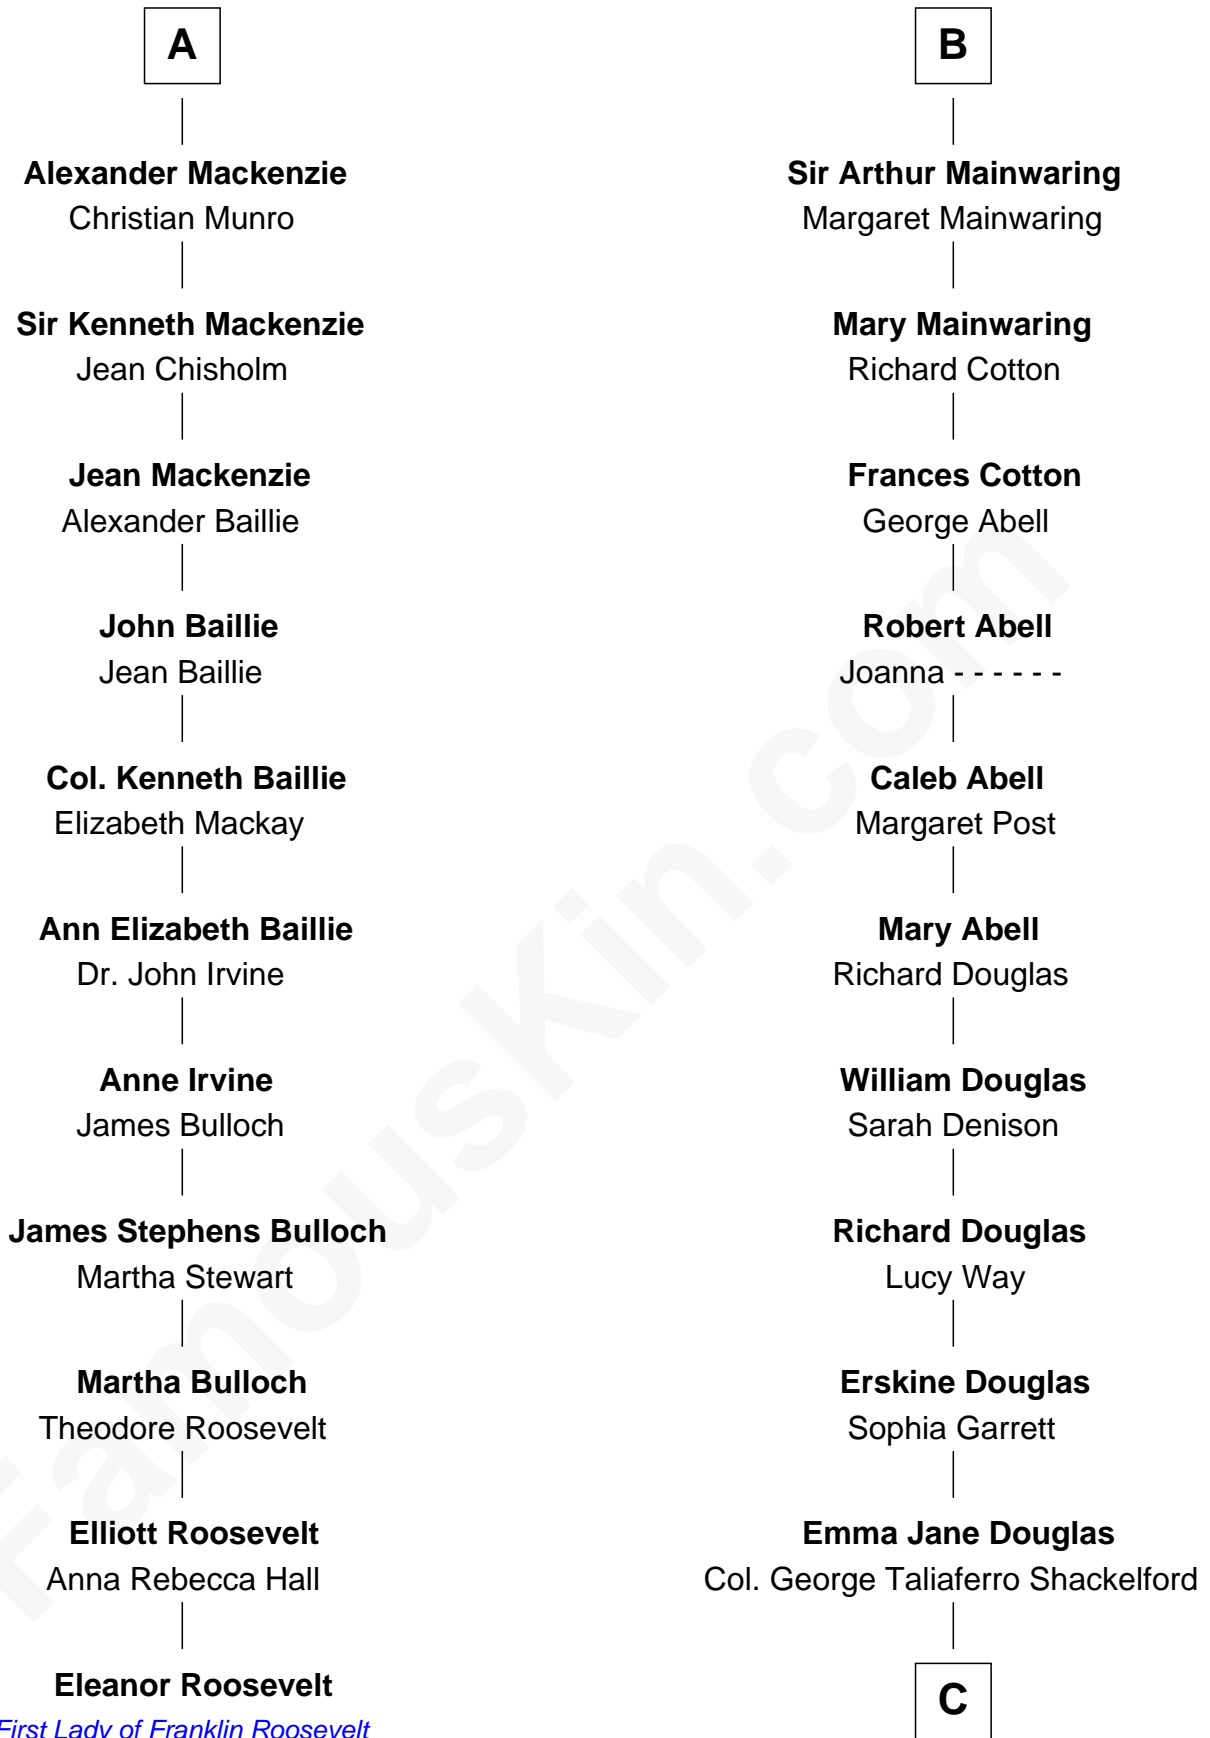 A
Alexander Mackenzie
Christian Munro
Sir Kenneth Mackenzie
Jean Chisholm
Jean Mackenzie
Alexander Baillie
John Baillie
Jean Baillie
Col. Kenneth Baillie
Elizabeth Mackay
Ann Elizabeth Baillie
Dr. John Irvine
Anne Irvine
James Bulloch
James Stephens Bulloch
Martha Stewart
Martha Bulloch
Theodore Roosevelt
Elliott Roosevelt
Anna Rebecca Hall
Eleanor Roosevelt
First Lady of Franklin Roosevelt
B
Sir Arthur Mainwaring
Margaret Mainwaring
Mary Mainwaring
Richard Cotton
Frances Cotton
George Abell
Robert Abell
Joanna - - - - - -
Caleb Abell
Margaret Post
Mary Abell
Richard Douglas
William Douglas
Sarah Denison
Richard Douglas
Lucy Way
Erskine Douglas
Sophia Garrett
Emma Jane Douglas
Col. George Taliaferro Shackelford
C
FamousKin.com